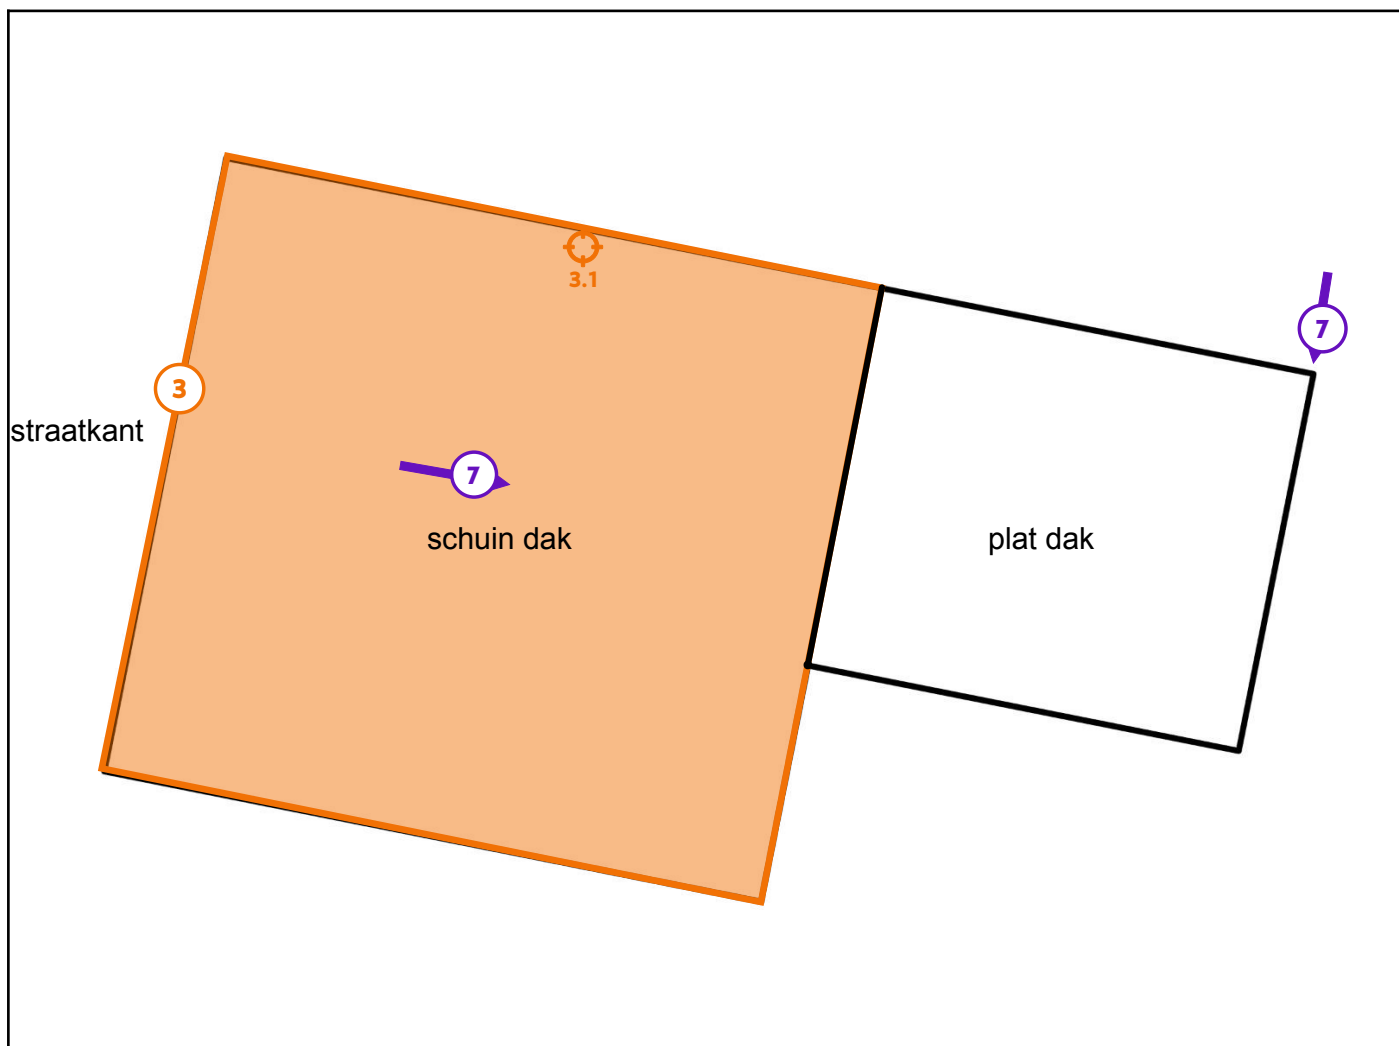 3.1
7
3
straatkant
7
schuin dak
plat dak